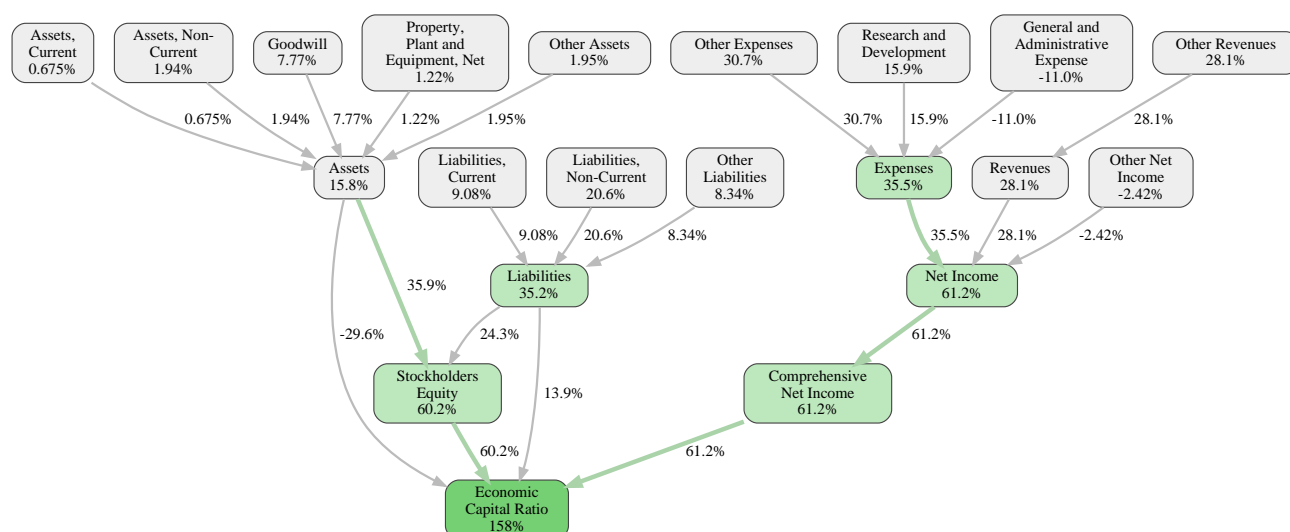 Assets,
Current
0.675%
Assets, Non-
Current
1.94%
Goodwill
7.77%
Property,
Plant and
Equipment, Net
1.22%
Other Assets
1.95%
Other Expenses
30.7%
Research and
Development
15.9%
General and
Administrative
Expense
-11.0%
Other Revenues
28.1%
0.675%
1.94%
7.77%
1.22%
1.95%
30.7%
15.9%
-11.0%
28.1%
Assets
15.8%
Liabilities,
Current
9.08%
Liabilities,
Non-Current
20.6%
Other
Liabilities
8.34%
Expenses
35.5%
Revenues
28.1%
Other Net
Income
-2.42%
9.08%
20.6%
8.34%
35.5%
28.1%
-2.42%
35.9%
Liabilities
35.2%
Net Income
61.2%
-29.6%
24.3%
61.2%
Stockholders
Equity
60.2%
13.9%
Comprehensive
Net Income
61.2%
60.2%
61.2%
Economic
Capital Ratio
158%